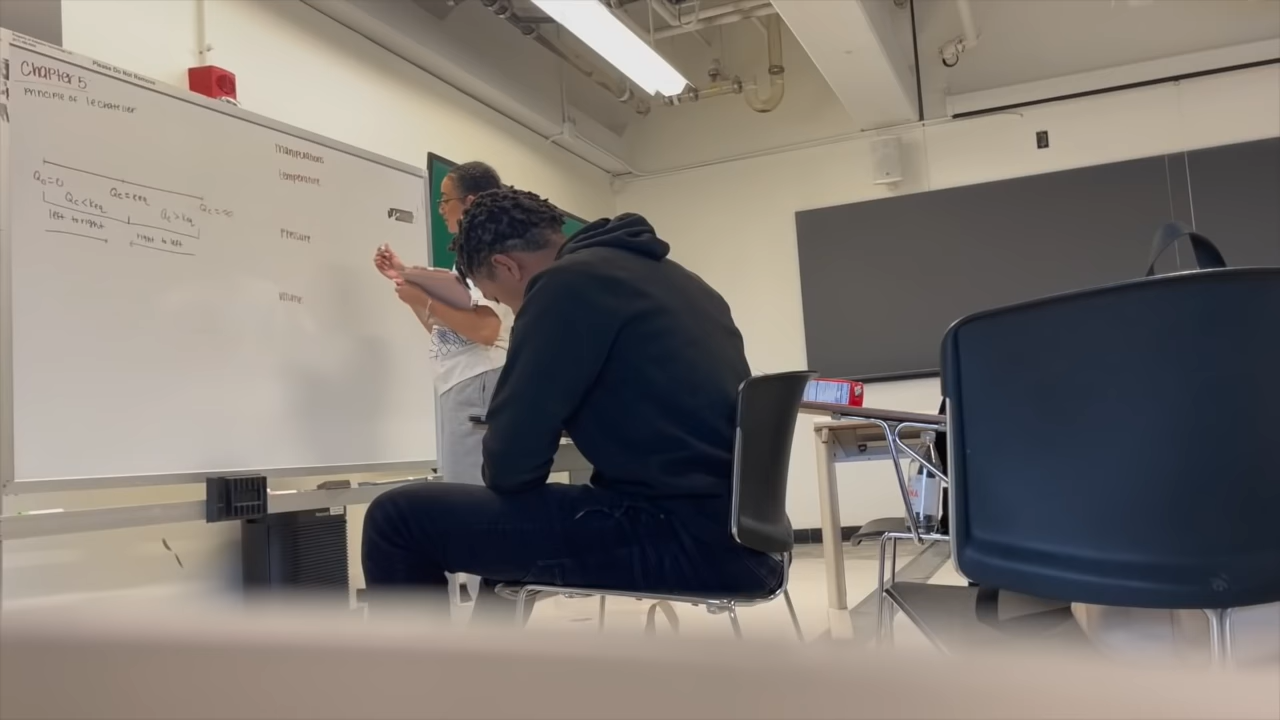 Please Do Not Remove
Chapter 5
Principle of le Chatelier
Manipulations
Temperature
Q₀=0
Qc=Keq
Qc=∞
Qc<Keq
Qc>Keq
left to right
right to left
Pressure
Volume